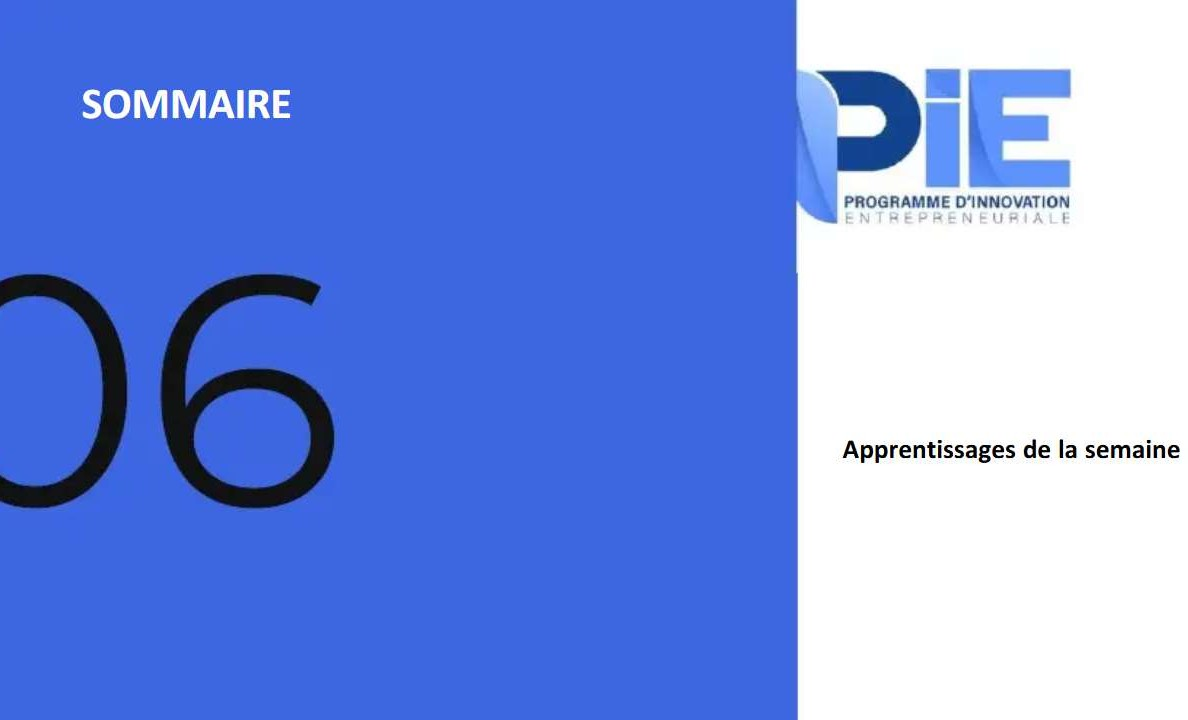 SOMMAIRE
PiE
PROGRAMME D'INNOVATION
ENTREPRENEURIALE
06
Apprentissages de la semaine